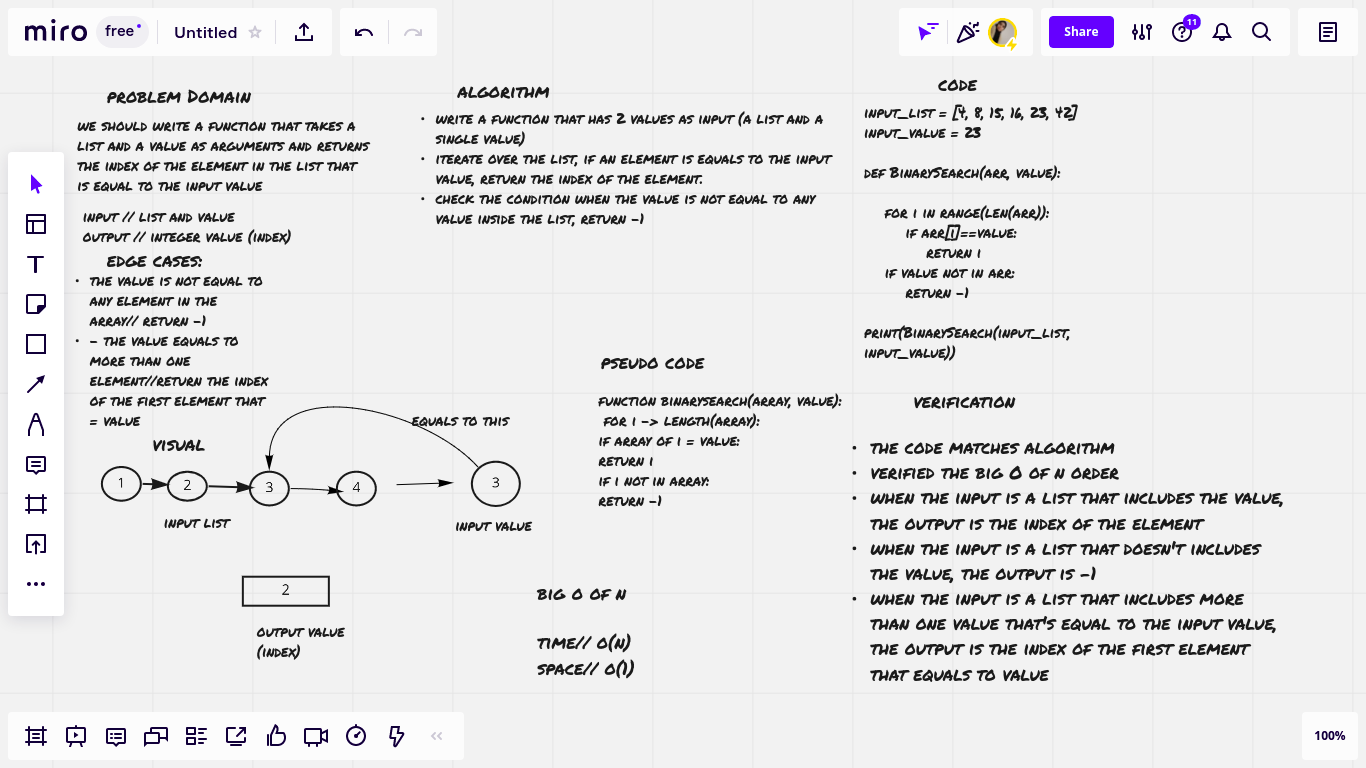 miro free Untitled Share 11
PROBLEM DOMAIN
WE SHOULD WRITE A FUNCTION THAT TAKES A
LIST AND A VALUE AS ARGUMENTS AND RETURNS
THE INDEX OF THE ELEMENT IN THE LIST THAT
IS EQUAL TO THE INPUT VALUE
INPUT // LIST AND VALUE
OUTPUT // INTEGER VALUE (INDEX)
EDGE CASES:
• THE VALUE IS NOT EQUAL TO
ANY ELEMENT IN THE
ARRAY// RETURN -1
• - THE VALUE EQUALS TO
MORE THAN ONE
ELEMENT//RETURN THE INDEX
OF THE FIRST ELEMENT THAT
= VALUE
VISUAL
EQUALS TO THIS
1 2 3 4 3
INPUT LIST
INPUT VALUE
2
OUTPUT VALUE
(INDEX)
ALGORITHM
• WRITE A FUNCTION THAT HAS 2 VALUES AS INPUT (A LIST AND A
SINGLE VALUE)
• ITERATE OVER THE LIST, IF AN ELEMENT IS EQUALS TO THE INPUT
VALUE, RETURN THE INDEX OF THE ELEMENT.
• CHECK THE CONDITION WHEN THE VALUE IS NOT EQUAL TO ANY
VALUE INSIDE THE LIST, RETURN -1
PSEUDO CODE
FUNCTION BINARYSEARCH(ARRAY, VALUE):
FOR I -> LENGTH(ARRAY):
IF ARRAY OF I = VALUE:
RETURN I
IF I NOT IN ARRAY:
RETURN -1
BIG O OF N
TIME// O(N)
SPACE// O(1)
CODE
INPUT_LIST = [4, 8, 15, 16, 23, 42]
INPUT_VALUE = 23
DEF BINARYSEARCH(ARR, VALUE):
FOR I IN RANGE(LEN(ARR)):
IF ARR[I]==VALUE:
RETURN I
IF VALUE NOT IN ARR:
RETURN -1
PRINT(BINARYSEARCH(INPUT_LIST,
INPUT_VALUE))
VERIFICATION
• THE CODE MATCHES ALGORITHM
• VERIFIED THE BIG O OF N ORDER
• WHEN THE INPUT IS A LIST THAT INCLUDES THE VALUE,
THE OUTPUT IS THE INDEX OF THE ELEMENT
• WHEN THE INPUT IS A LIST THAT DOESN'T INCLUDES
THE VALUE, THE OUTPUT IS -1
• WHEN THE INPUT IS A LIST THAT INCLUDES MORE
THAN ONE VALUE THAT'S EQUAL TO THE INPUT VALUE,
THE OUTPUT IS THE INDEX OF THE FIRST ELEMENT
THAT EQUALS TO VALUE
100%